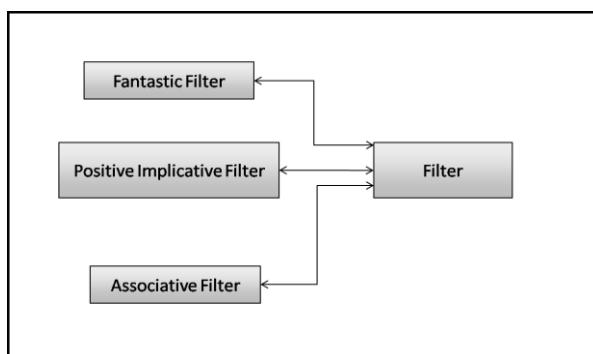 Fantastic Filter
Positive Implicative Filter
Filter
Associative Filter